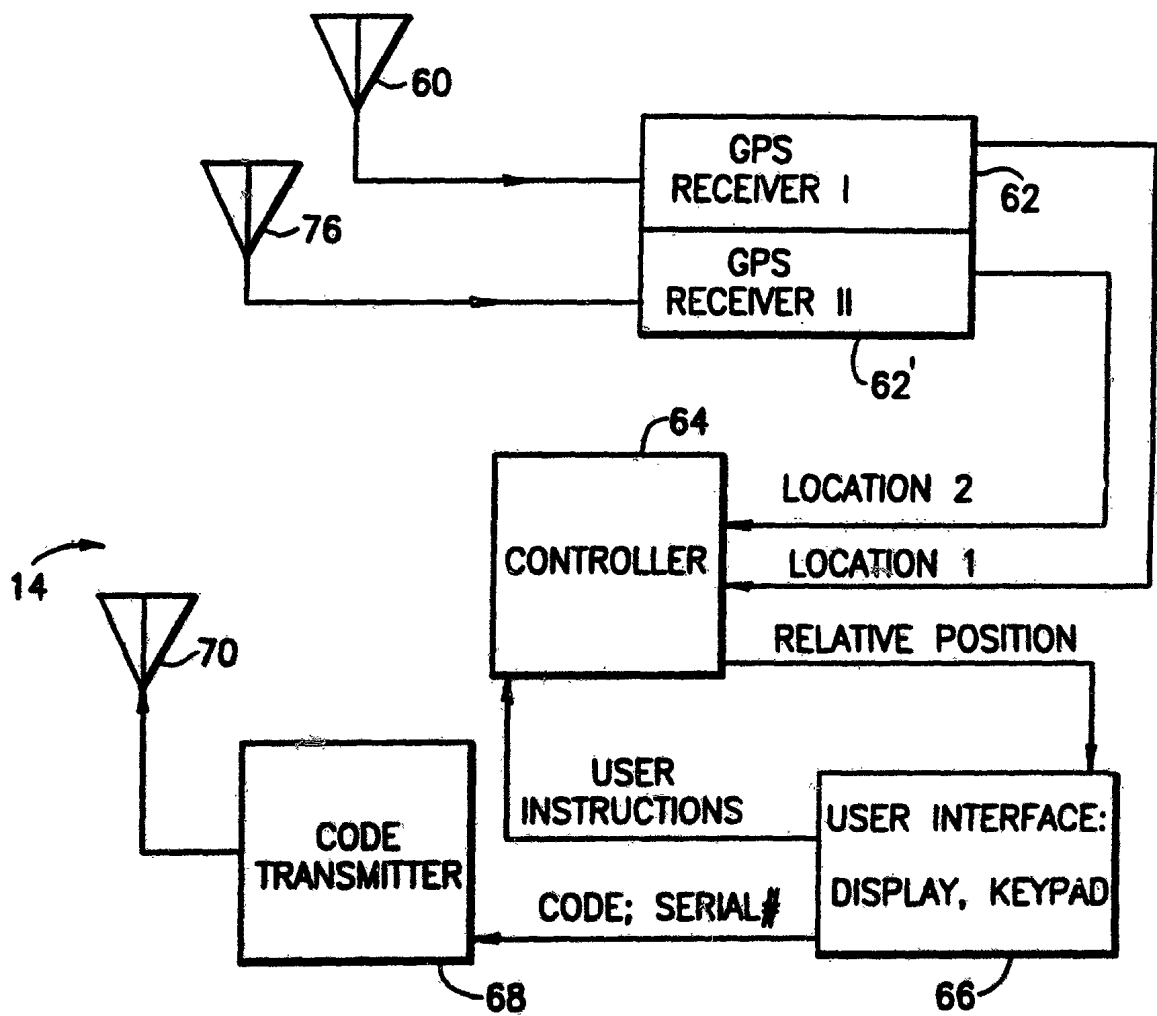 60
GPS
RECEIVER I
62
76
GPS
RECEIVER II
62'
64
LOCATION 2
CONTROLLER
LOCATION 1
14
RELATIVE POSITION
70
USER
INSTRUCTIONS
USER INTERFACE:
CODE
TRANSMITTER
DISPLAY, KEYPAD
CODE; SERIAL#
68
66